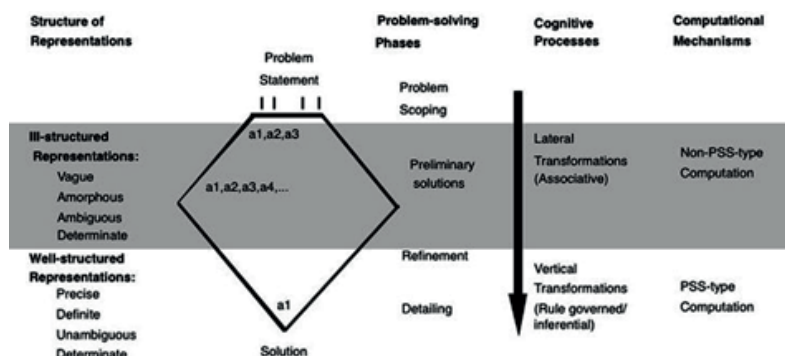 Structure of
Representations
Problem-solving
Phases
Cognitive
Processes
Computational
Mechanisms
Problem
Statement
Problem
Scoping
a1,a2,a3
Ill-structured
Representations:
Vague
Amorphous
Ambiguous
Determinate
a1,a2,a3,a4,...
Preliminary
solutions
Lateral
Transformations
(Associative)
Non-PSS-type
Computation
Well-structured
Representations:
Precise
Definite
Unambiguous
Determinate
a1
Solution
Refinement
Detailing
Vertical
Transformations
(Rule governed/
inferential)
PSS-type
Computation